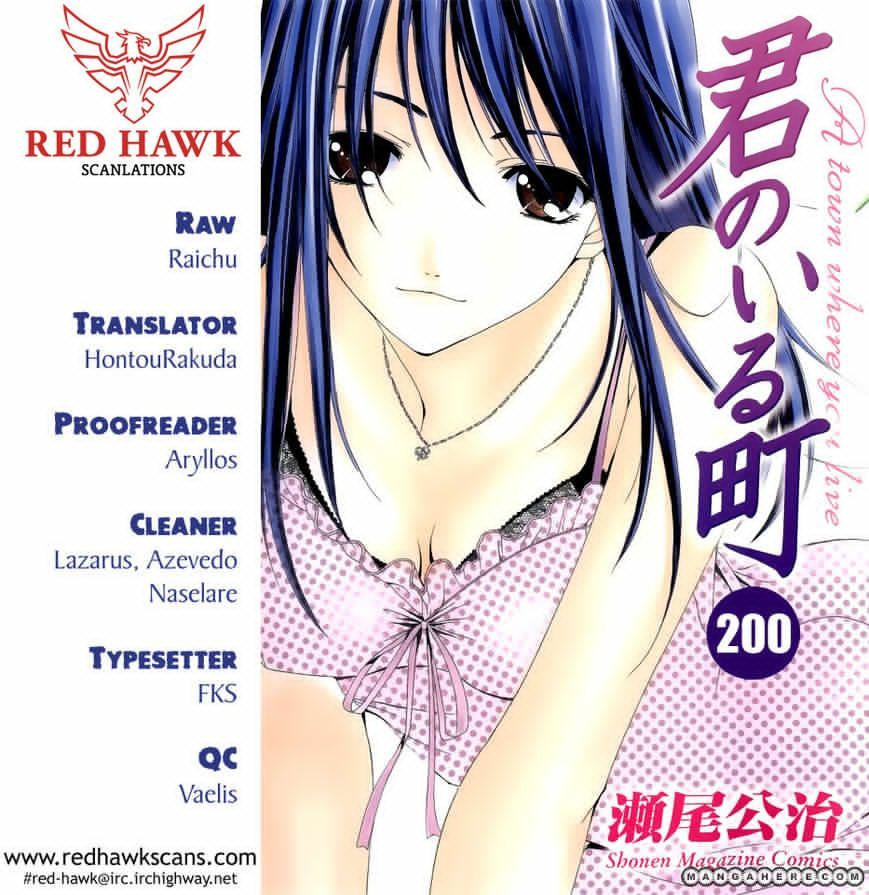 RED HAWK
SCANLATIONS
RAW
Raichu
TRANSLATOR
HontouRakuda
PROOFREADER
Aryllos
CLEANER
Lazarus, Azevedo
Naselare
TYPESETTER
FKS
QC
Vaelis
www.redhawkscans.com
#red-hawk@irc.irchighway.net
君のいる町
A town where you live
200
瀬尾公治
Shonen Magazine Comics
MANGAHERE.COM